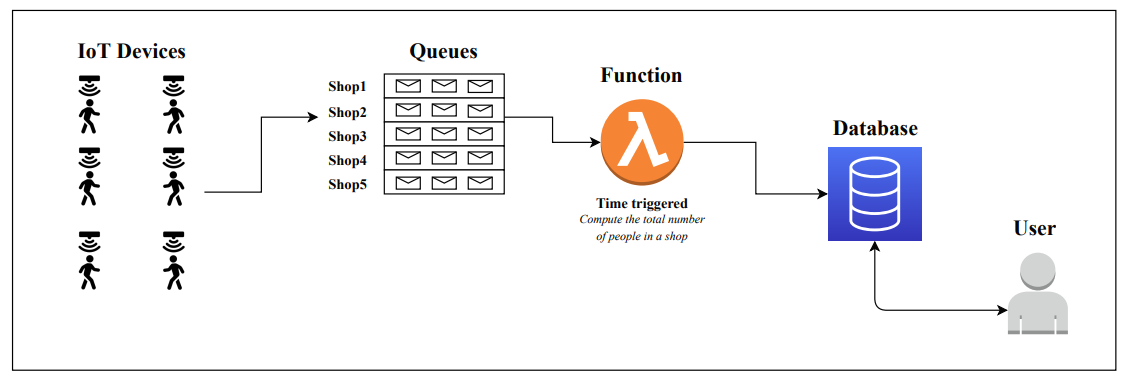 IoT Devices
Queues
Shop1
Shop2
Shop3
Shop4
Shop5
Function
Time triggered
Compute the total number
of people in a shop
Database
User